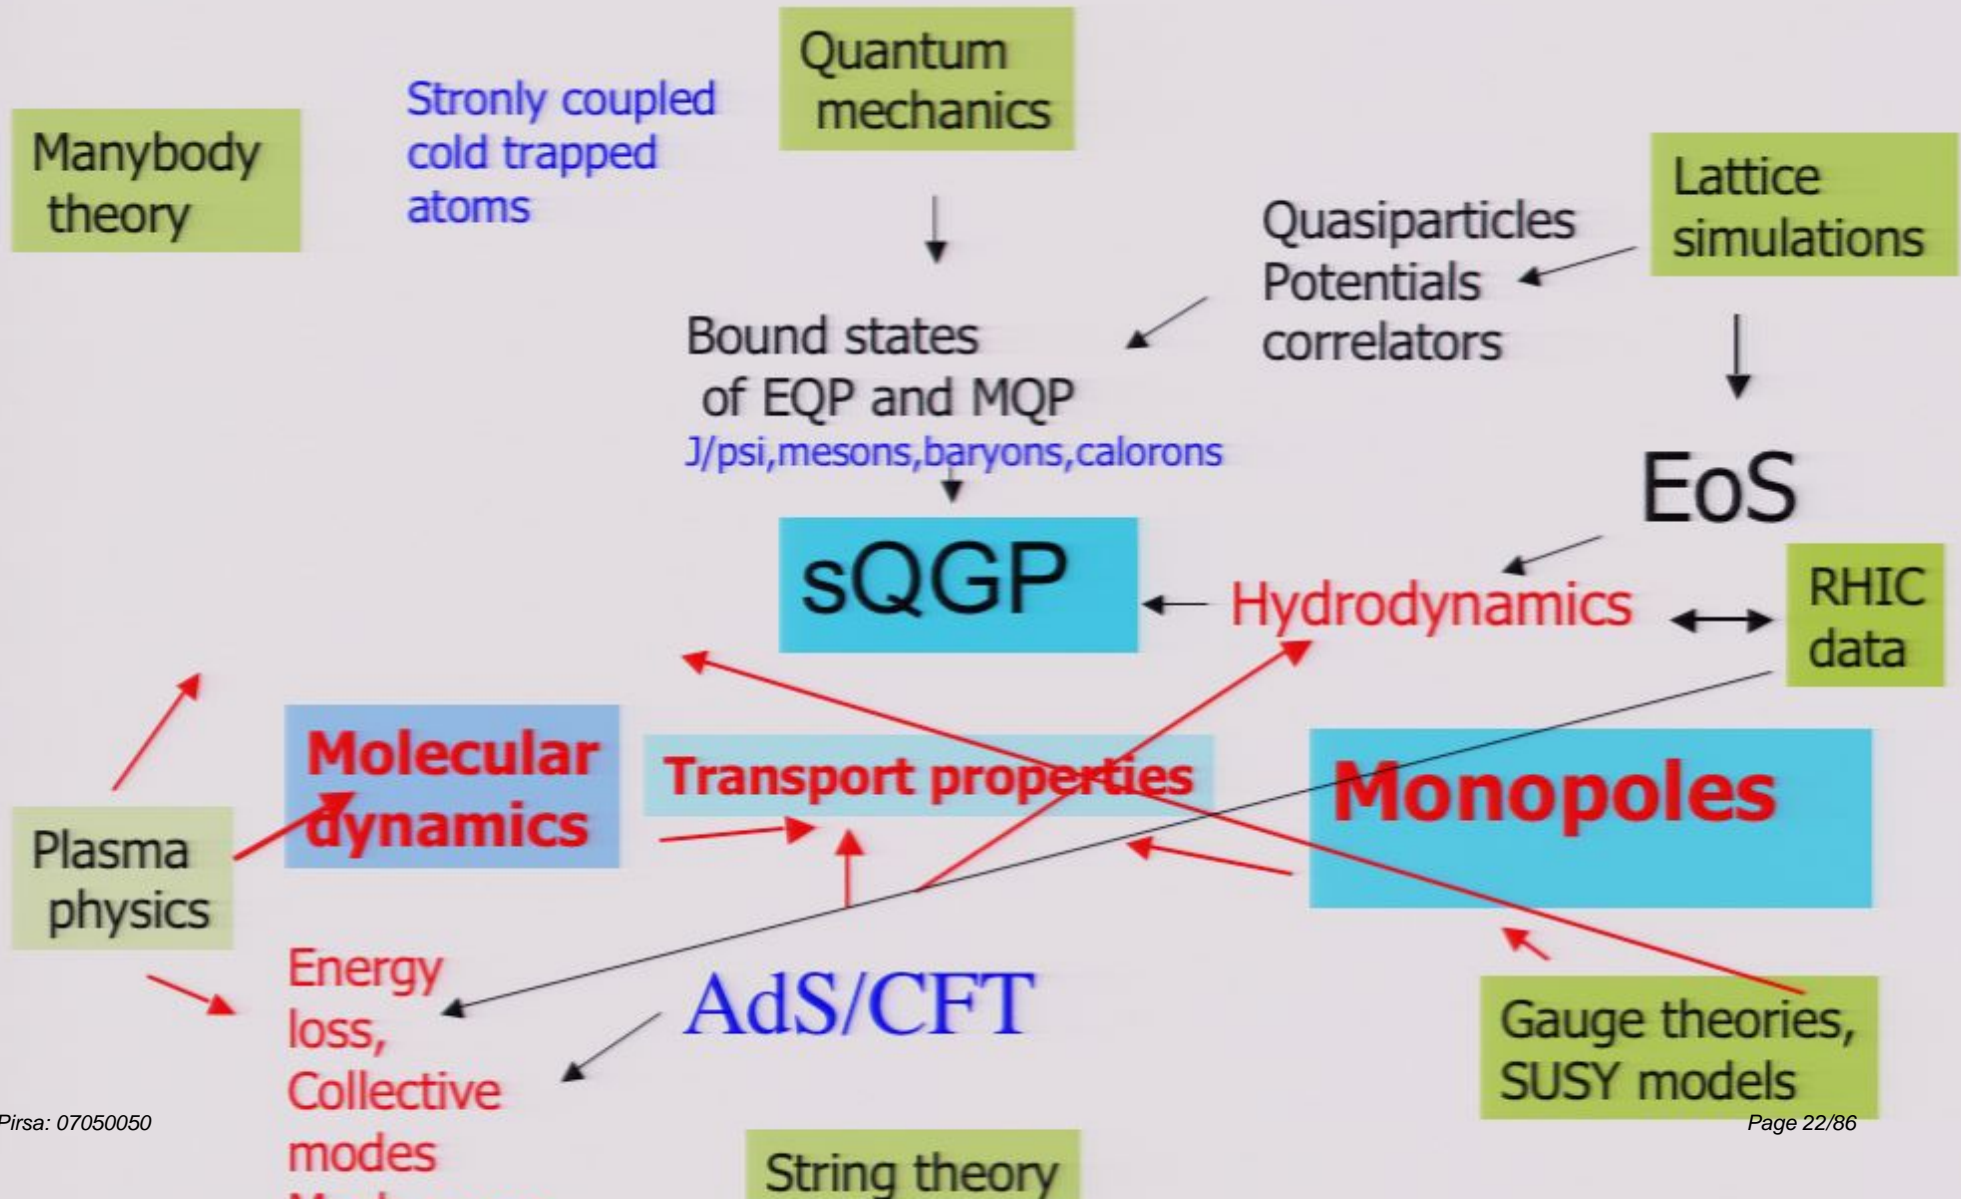 Quantum
mechanics
Stronly coupled
cold trapped
atoms
Manybody
theory
Lattice
simulations
Quasiparticles
Potentials
correlators
Bound states
of EQP and MQP
J/psi,mesons,baryons,calorons
EoS
sQGP
Hydrodynamics
RHIC
data
Molecular
dynamics
Transport properties
Monopoles
Plasma
physics
Energy
loss,
Collective
modes
AdS/CFT
Gauge theories,
SUSY models
String theory
Pirsa: 07050050
Page 22/86